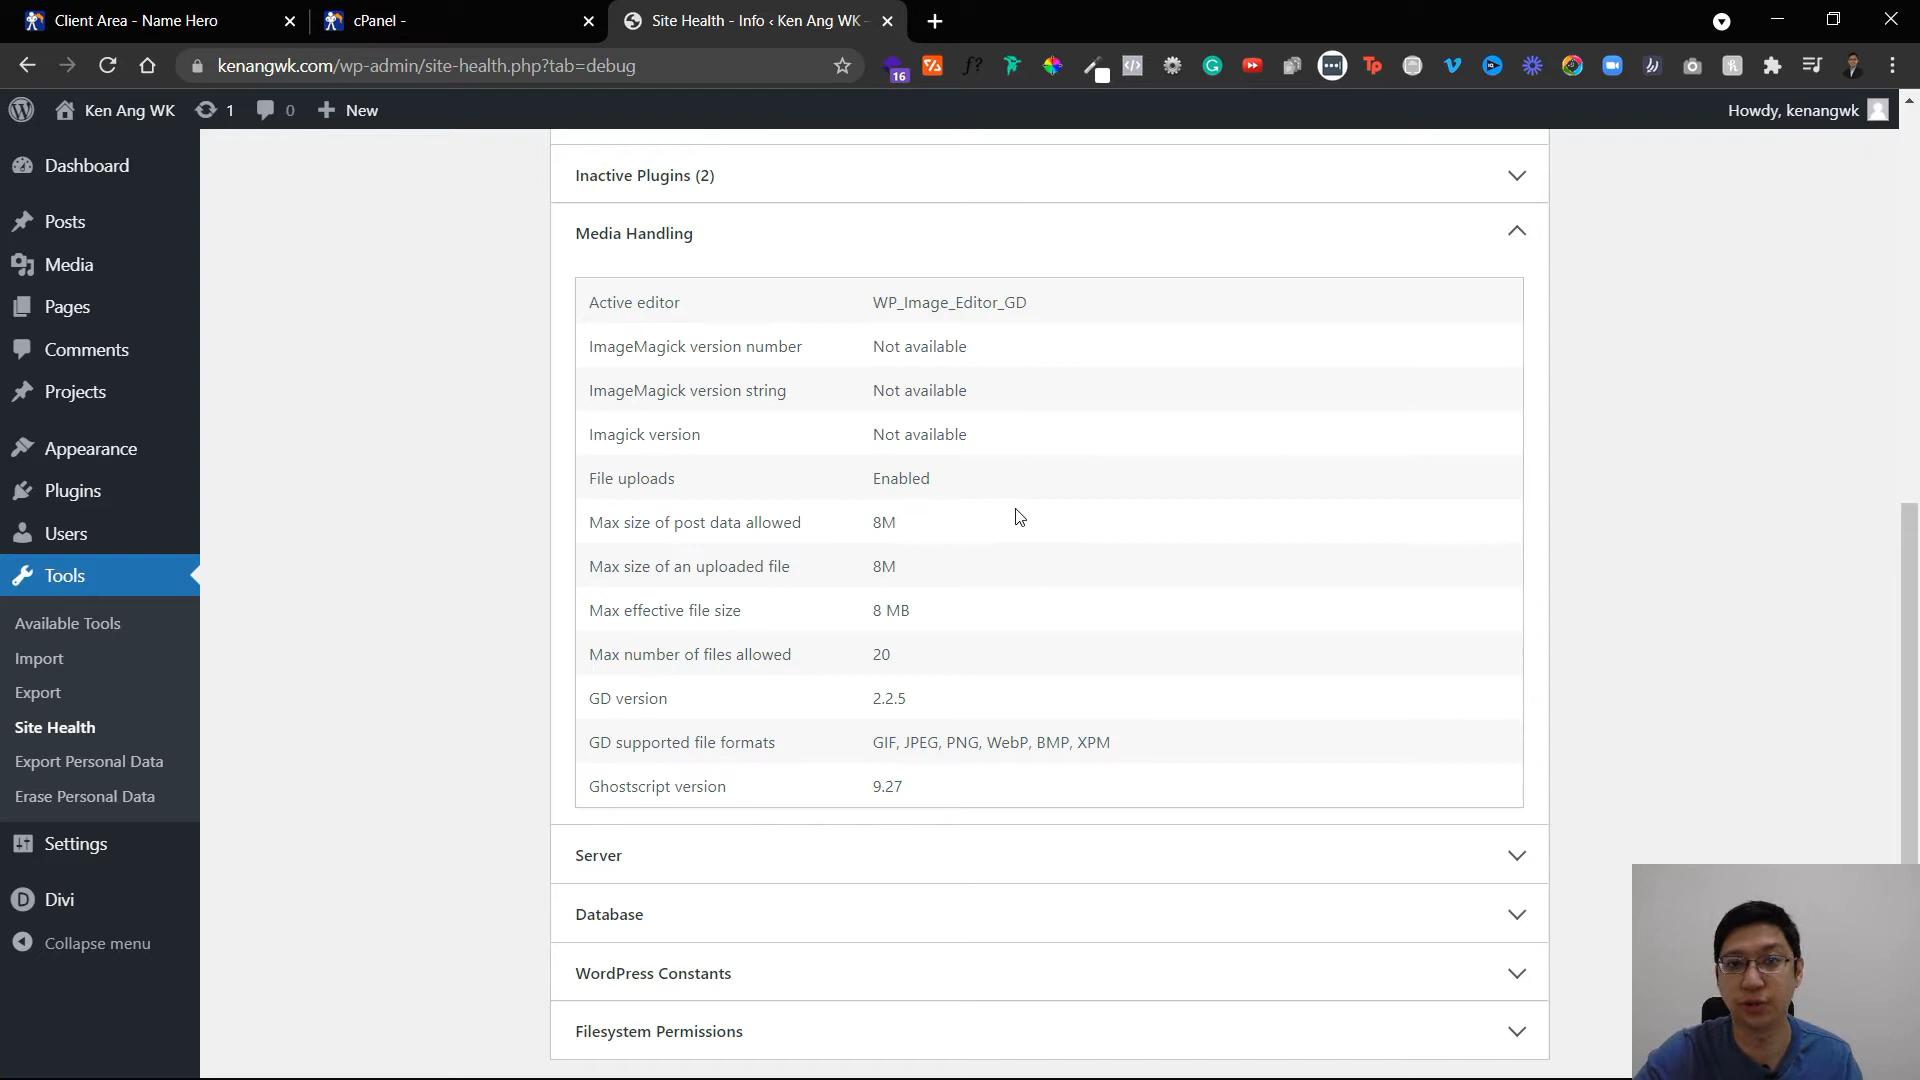 Client Area - Name Hero
cPanel -
Site Health - Info ‹ Ken Ang WK -
kenangwk.com/wp-admin/site-health.php?tab=debug
16
Ken Ang WK
1
0
New
Howdy, kenangwk
Dashboard
Posts
Media
Pages
Comments
Projects
Appearance
Plugins
Users
Tools
Available Tools
Import
Export
Site Health
Export Personal Data
Erase Personal Data
Settings
Divi
Collapse menu
Inactive Plugins (2)
Media Handling
Active editor WP_Image_Editor_GD
ImageMagick version number Not available
ImageMagick version string Not available
Imagick version Not available
File uploads Enabled
Max size of post data allowed 8M
Max size of an uploaded file 8M
Max effective file size 8 MB
Max number of files allowed 20
GD version 2.2.5
GD supported file formats GIF, JPEG, PNG, WebP, BMP, XPM
Ghostscript version 9.27
Server
Database
WordPress Constants
Filesystem Permissions